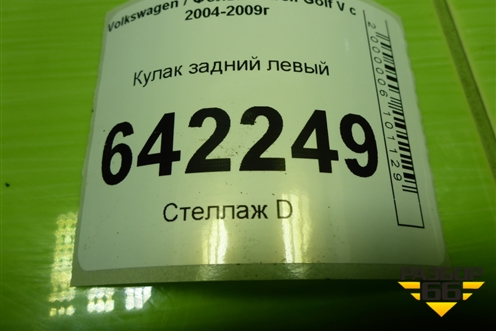 Volkswagen / Golf V с
2004-2009г
Кулак задний левый
642249
Стеллаж D
2000006101129
66